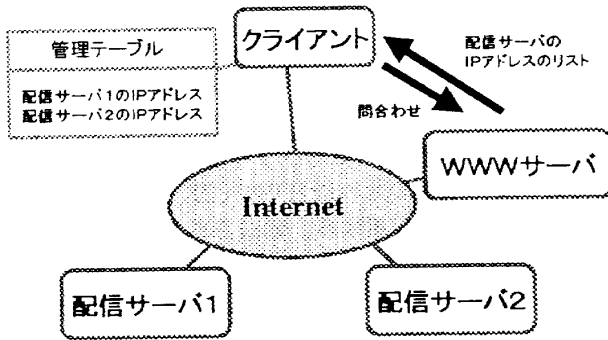 管理テーブル
配信サーバ1のIPアドレス
配信サーバ2のIPアドレス
クライアント
配信サーバの
IPアドレスのリスト
問合わせ
WWWサーバ
Internet
配信サーバ1
配信サーバ2